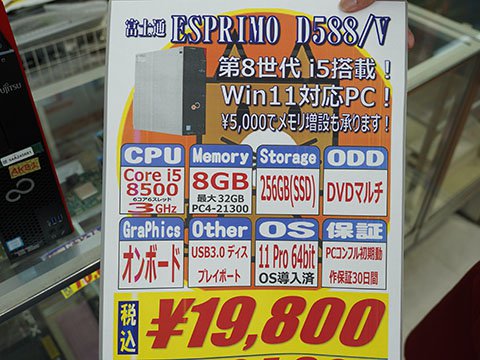 富士通 ESPRIMO D588/V
第8世代 i5搭載!
Win11対応PC!
¥5,000でメモリ増設も承ります!
CPU
Core i5
8500
6コア6スレッド
3GHz
Memory
8GB
最大32GB
PC4-21300
Storage
256GB(SSD)
ODD
DVDマルチ
GraPhics
オンボード
Other
USB3.0 ディス
プレイポート
OS
11 Pro 64bit
OS導入済
保証
PCコンフル初期動
作保証30日間
税込
¥19,800
FUJITSU